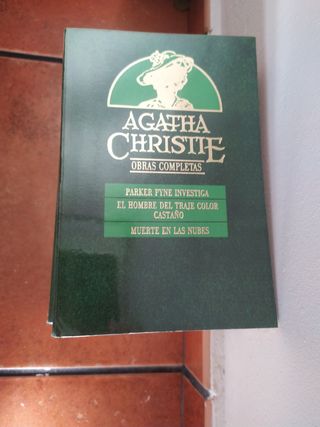 AGATHA
CHRISTIE
OBRAS COMPLETAS
PARKER PYNE INVESTIGA
EL HOMBRE DEL TRAJE COLOR
CASTAÑO
MUERTE EN LAS NUBES